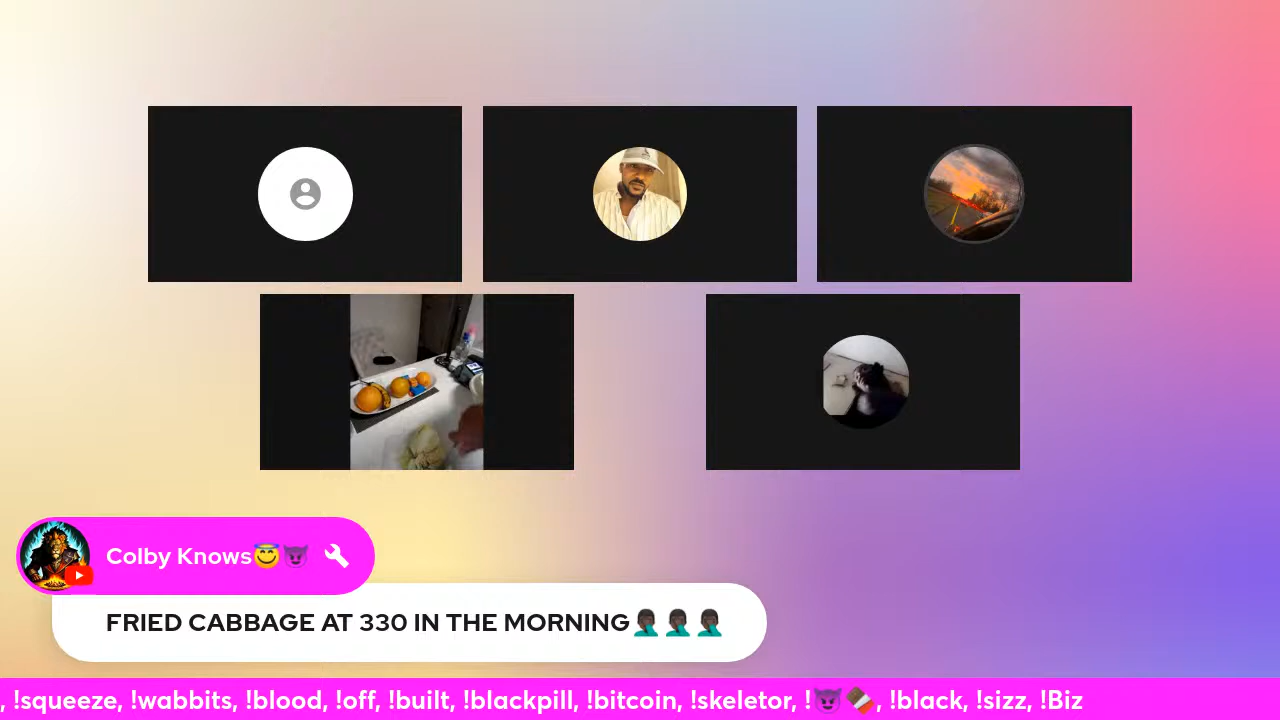 Colby Knows😇😈
FRIED CABBAGE AT 330 IN THE MORNING🤦🏿‍♂️🤦🏿‍♂️🤦🏿‍♂️
, !squeeze, !wabbits, !blood, !off, !built, !blackpill, !bitcoin, !skeletor, !😈🍫, !black, !sizz, !Biz